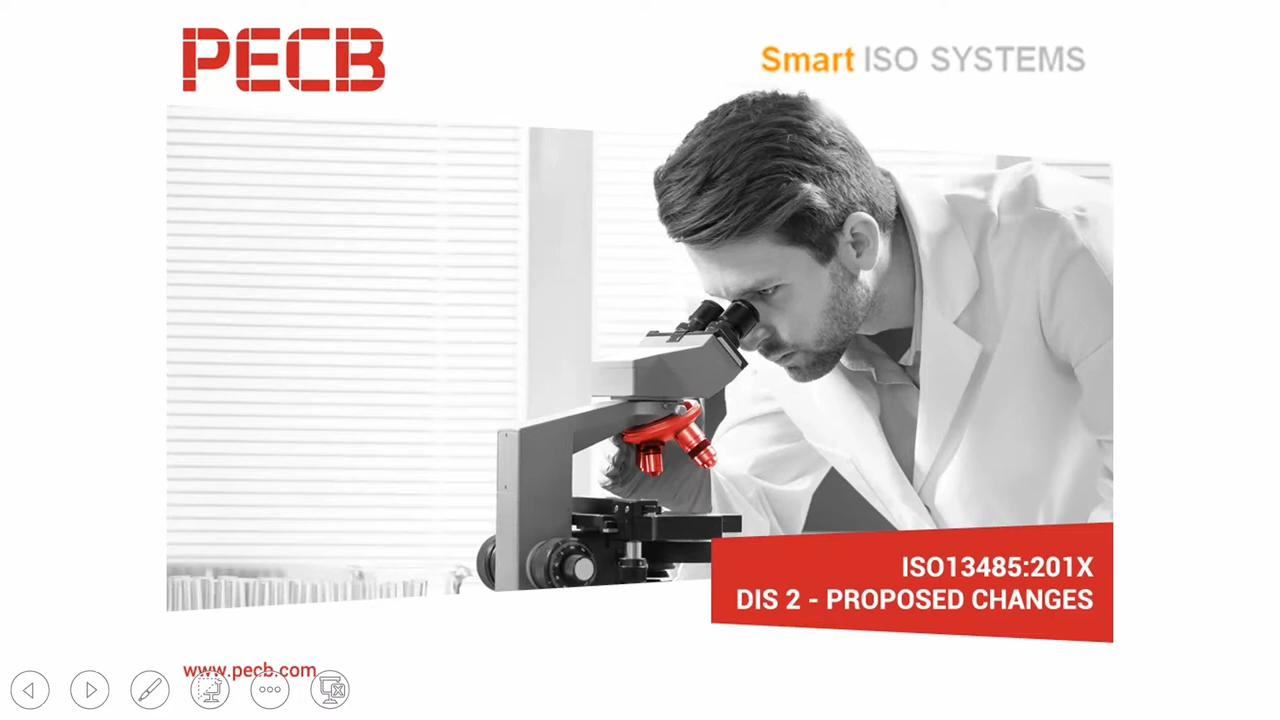 PECB
Smart ISO SYSTEMS
ISO13485:201X
DIS 2 - PROPOSED CHANGES
www.pecb.com